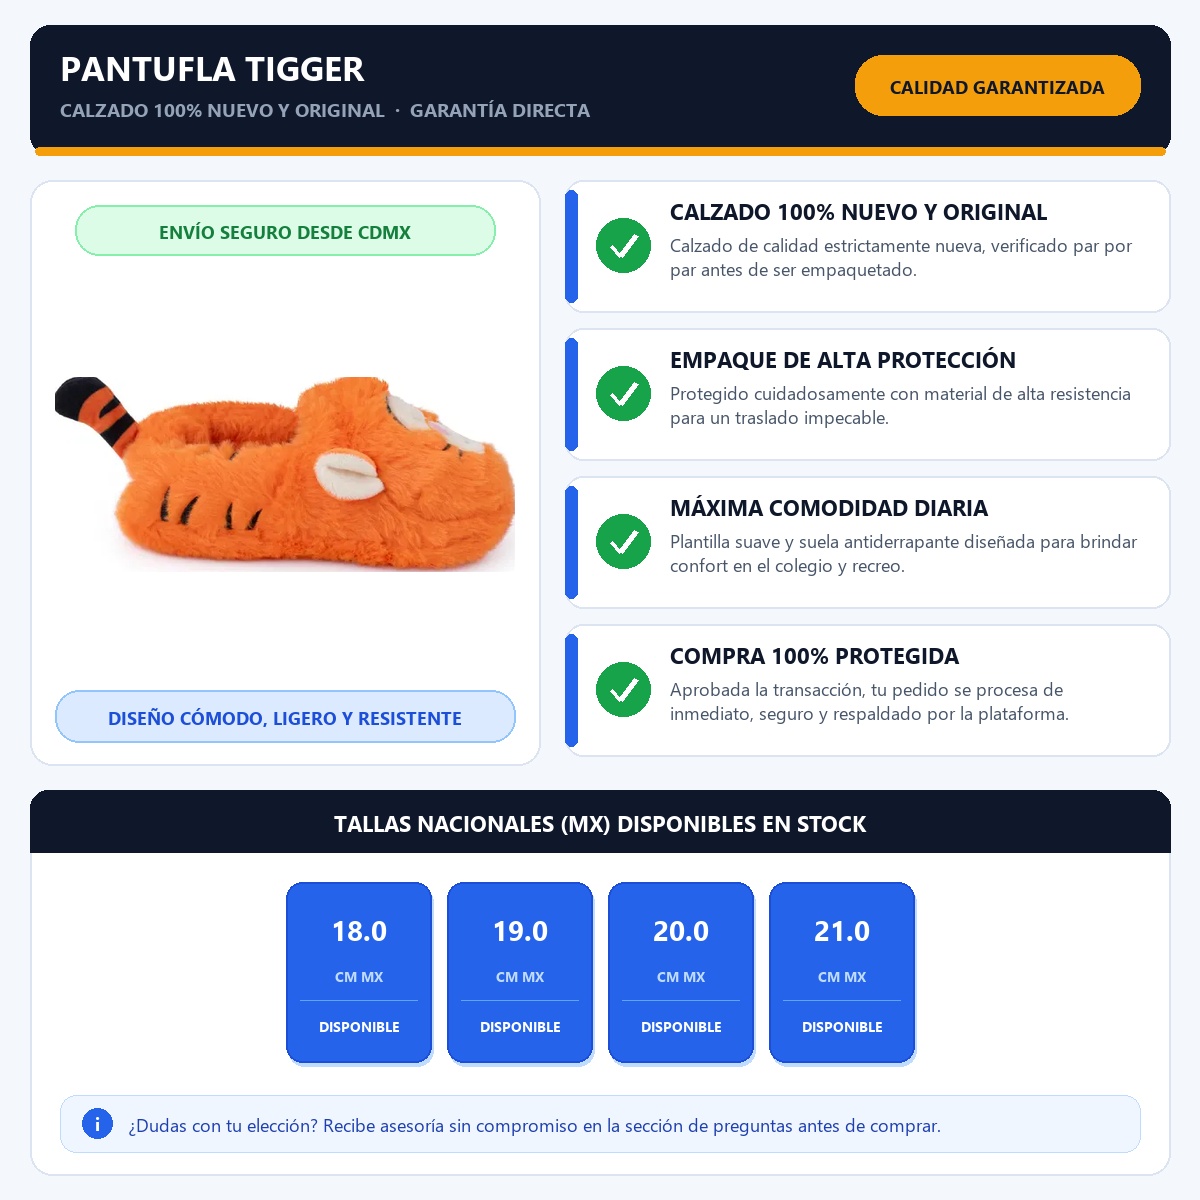 PANTUFLA TIGGER
CALZADO 100% NUEVO Y ORIGINAL · GARANTÍA DIRECTA
CALIDAD GARANTIZADA
ENVÍO SEGURO DESDE CDMX
DISEÑO CÓMODO, LIGERO Y RESISTENTE
CALZADO 100% NUEVO Y ORIGINAL
Calzado de calidad estrictamente nueva, verificado par por
par antes de ser empaquetado.
EMPAQUE DE ALTA PROTECCIÓN
Protegido cuidadosamente con material de alta resistencia
para un traslado impecable.
MÁXIMA COMODIDAD DIARIA
Plantilla suave y suela antiderrapante diseñada para brindar
confort en el colegio y recreo.
COMPRA 100% PROTEGIDA
Aprobada la transacción, tu pedido se procesa de
inmediato, seguro y respaldado por la plataforma.
TALLAS NACIONALES (MX) DISPONIBLES EN STOCK
18.0
CM MX
DISPONIBLE
19.0
CM MX
DISPONIBLE
20.0
CM MX
DISPONIBLE
21.0
CM MX
DISPONIBLE
¿Dudas con tu elección? Recibe asesoría sin compromiso en la sección de preguntas antes de comprar.